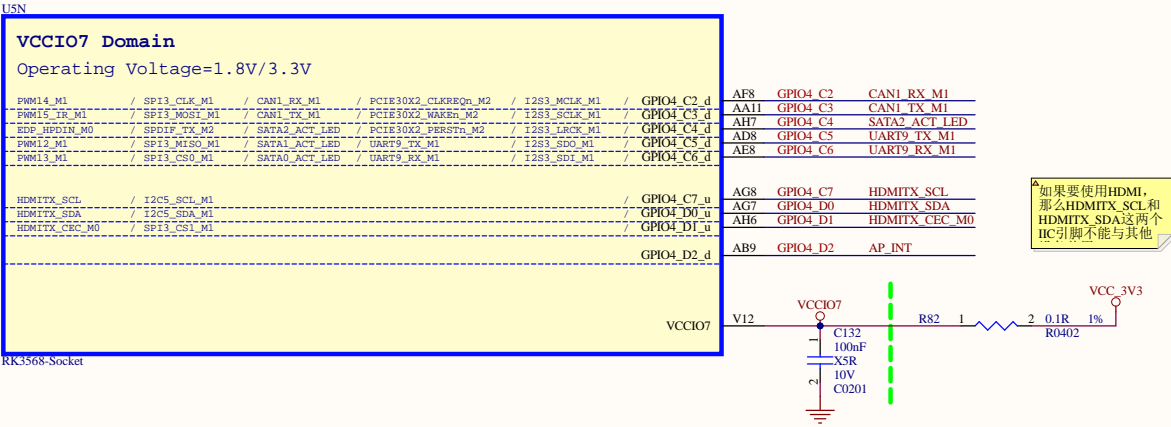 U5N
VCCIO7 Domain
Operating Voltage=1.8V/3.3V
PWM14_M1 / SPI3_CLK_M1 / CAN1_RX_M1 / PCIE30X2_CLKREQn_M2 / I2S3_MCLK_M1 / GPIO4_C2_d AF8 GPIO4_C2 CAN1_RX_M1
PWM15_IR_M1 / SPI3_MOSI_M1 / CAN1_TX_M1 / PCIE30X2_WAKEn_M2 / I2S3_SCLK_M1 / GPIO4_C3_d AA11 GPIO4_C3 CAN1_TX_M1
EDP_HPDIN_M0 / SPDIF_TX_M2 / SATA2_ACT_LED / PCIE30X2_PERSTn_M2 / I2S3_LRCK_M1 / GPIO4_C4_d AH7 GPIO4_C4 SATA2_ACT_LED
PWM12_M1 / SPI3_MISO_M1 / SATA1_ACT_LED / UART9_TX_M1 / I2S3_SDO_M1 / GPIO4_C5_d AD8 GPIO4_C5 UART9_TX_M1
PWM13_M1 / SPI3_CS0_M1 / SATA0_ACT_LED / UART9_RX_M1 / I2S3_SDI_M1 / GPIO4_C6_d AE8 GPIO4_C6 UART9_RX_M1
HDMITX_SCL / I2C5_SCL_M1 / GPIO4_C7_u AG8 GPIO4_C7 HDMITX_SCL
HDMITX_SDA / I2C5_SDA_M1 / GPIO4_D0_u AG7 GPIO4_D0 HDMITX_SDA
HDMITX_CEC_M0 / SPI3_CS1_M1 / GPIO4_D1_u AH6 GPIO4_D1 HDMITX_CEC_M0
GPIO4_D2_d AB9 GPIO4_D2 AP_INT
如果要使用HDMI，
那么HDMITX_SCL和
HDMITX_SDA这两个
IIC引脚不能与其他
VCCIO7 V12
VCCIO7
R82 1 2 0.1R 1%
R0402
VCC_3V3
1
C132
100nF
X5R
10V
C0201
2
RK3568-Socket